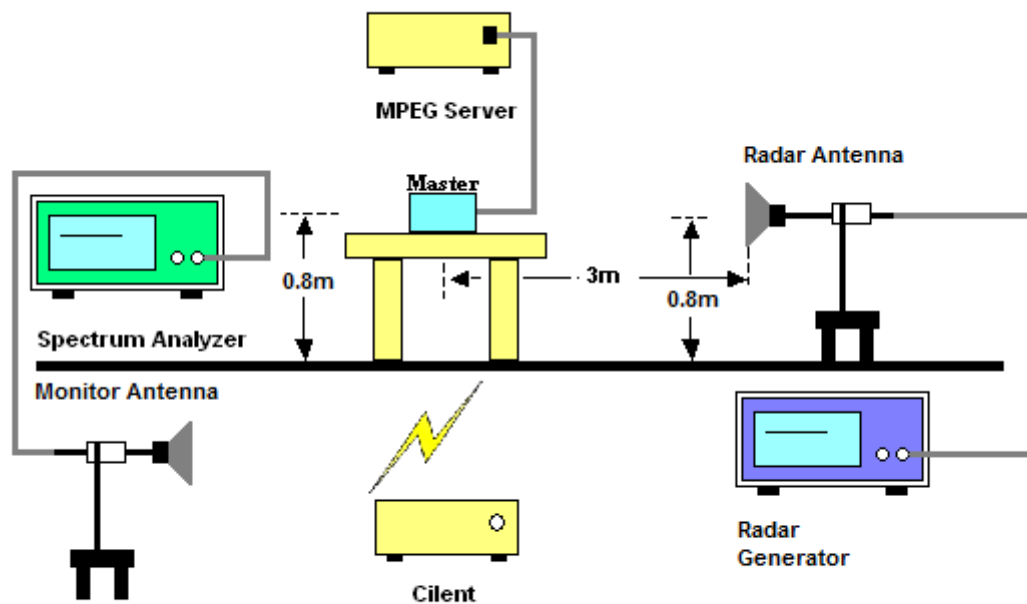 MPEG Server
Radar Antenna
Master
3m
0.8m
0.8m
Spectrum Analyzer
Monitor Antenna
Radar
Generator
Cilent